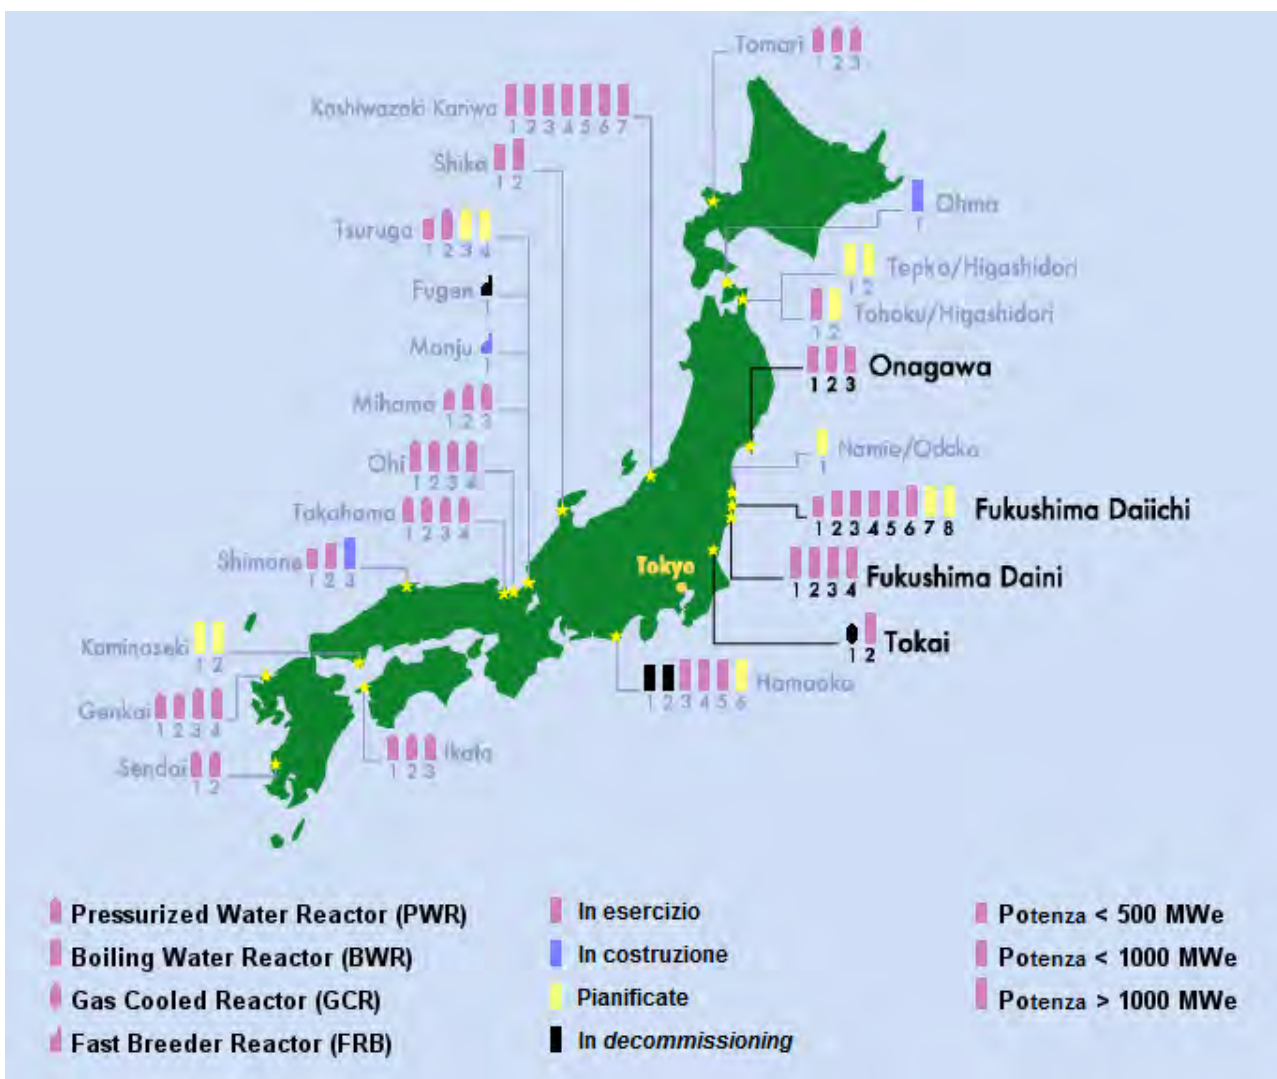 Tomari
1 2 3
Kashiwazaki Kariwa
1 2 3 4 5 6 7
Shika
1 2
Ohma
1
Tsuruga
1 2 3 4
Tepko/Higashidori
1 2
Fugen
1
Tohoku/Higashidori
1 2
Monju
1
Onagawa
1 2 3
Mihama
1 2 3
Namie/Odaka
1
Ohi
1 2 3 4
Takahama
1 2 3 4
Fukushima Daiichi
1 2 3 4 5 6 7 8
Shimane
1 2 3
Tokyo
Fukushima Daini
1 2 3 4
Kaminoseki
1 2
Tokai
1 2
Hamaoka
1 2 3 4 5 6
Genkai
1 2 3 4
Ikata
1 2 3
Sendai
1 2
Pressurized Water Reactor (PWR)
Boiling Water Reactor (BWR)
Gas Cooled Reactor (GCR)
Fast Breeder Reactor (FRB)
In esercizio
In costruzione
Pianificate
In decommissioning
Potenza < 500 MWe
Potenza < 1000 MWe
Potenza > 1000 MWe